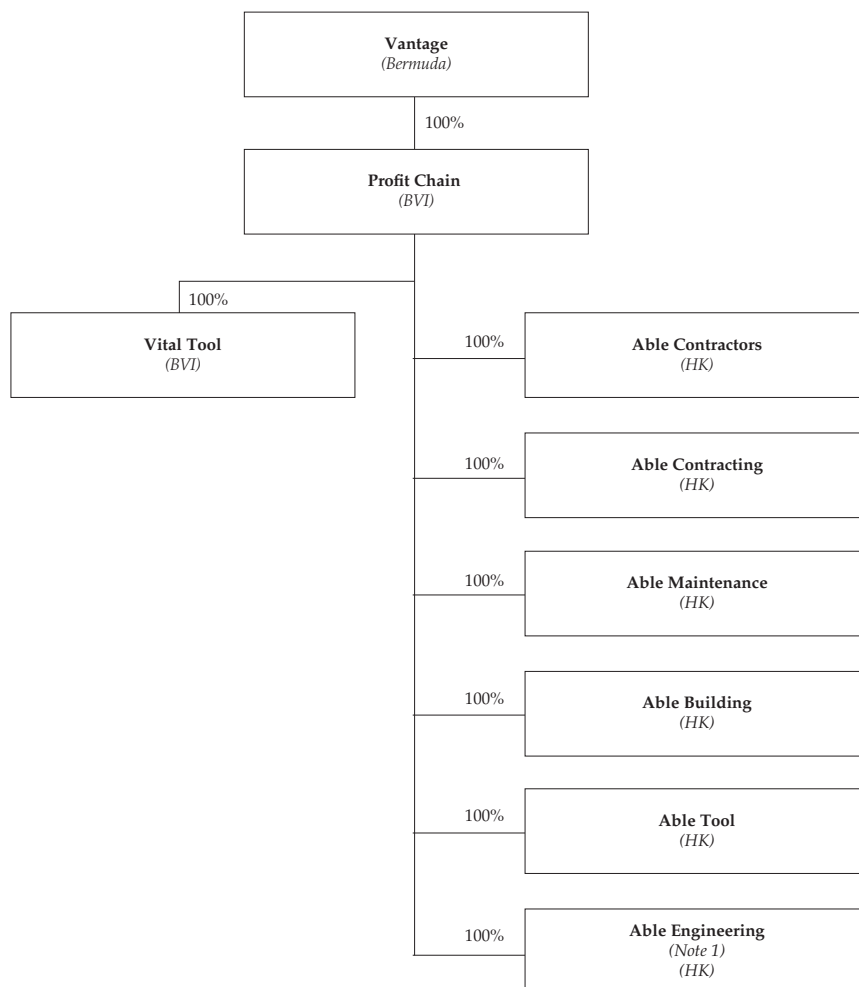 Vantage
(Bermuda)
100%
Profit Chain
(BVI)
100%
Vital Tool
(BVI)
100%
Able Contractors
(HK)
100%
Able Contracting
(HK)
100%
Able Maintenance
(HK)
100%
Able Building
(HK)
100%
Able Tool
(HK)
100%
Able Engineering
(Note 1)
(HK)